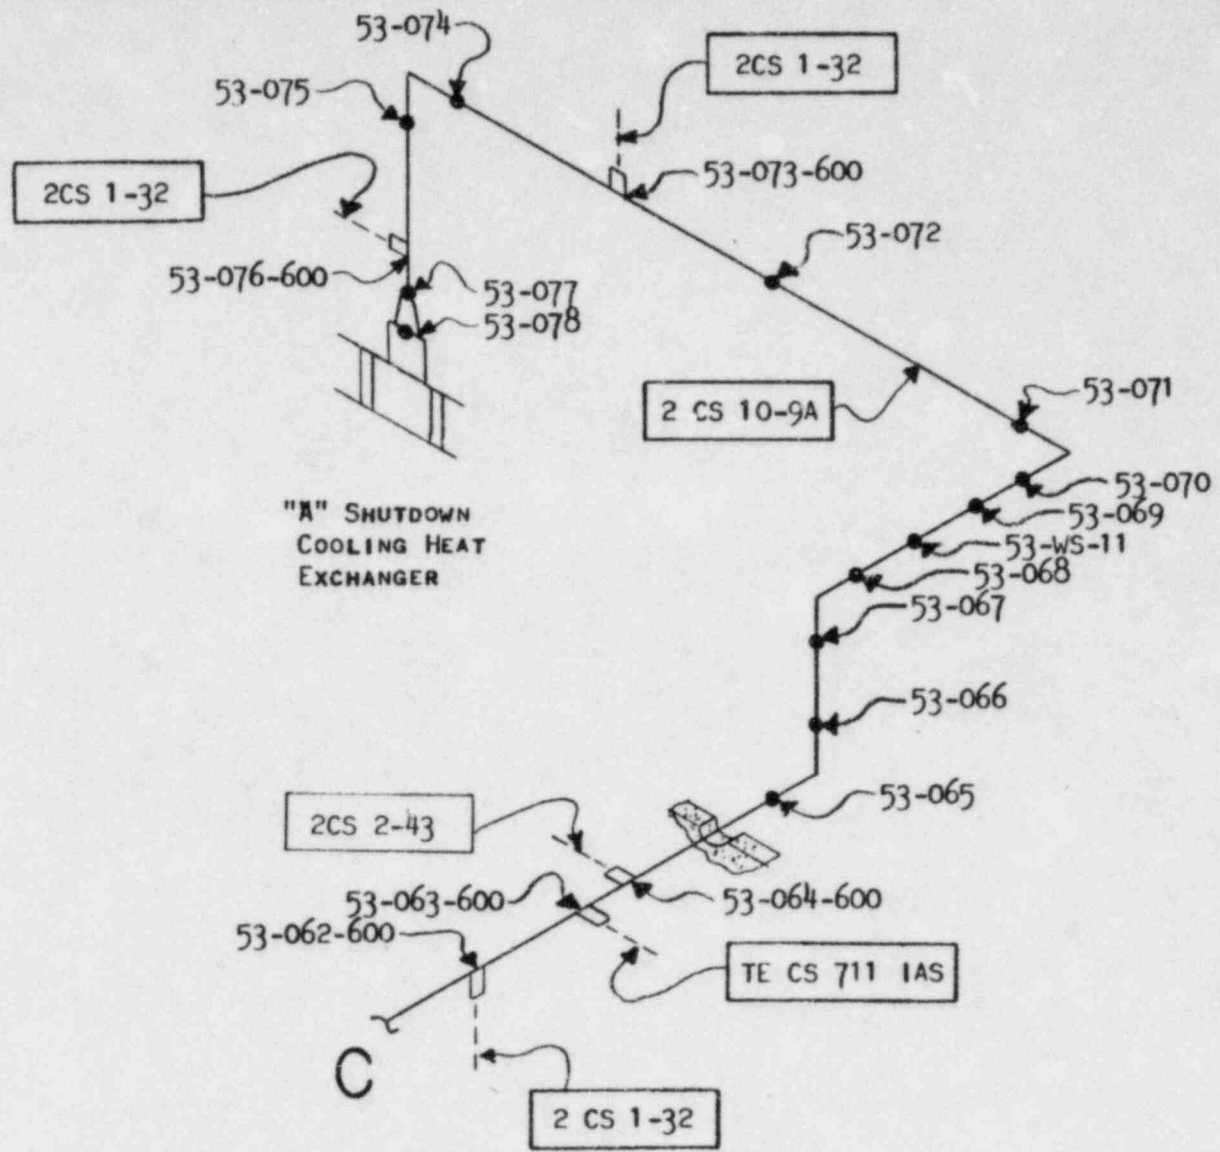 53-074
2CS 1-32
53-075
2CS 1-32
53-073-600
53-072
53-076-600
53-077
53-078
53-071
2 CS 10-9A
53-070
"A" SHUTDOWN
COOLING HEAT
EXCHANGER
53-069
53-WS-11
53-068
53-067
53-066
53-065
2CS 2-43
53-063-600
53-064-600
53-062-600
TE CS 711 1AS
C
2 CS 1-32